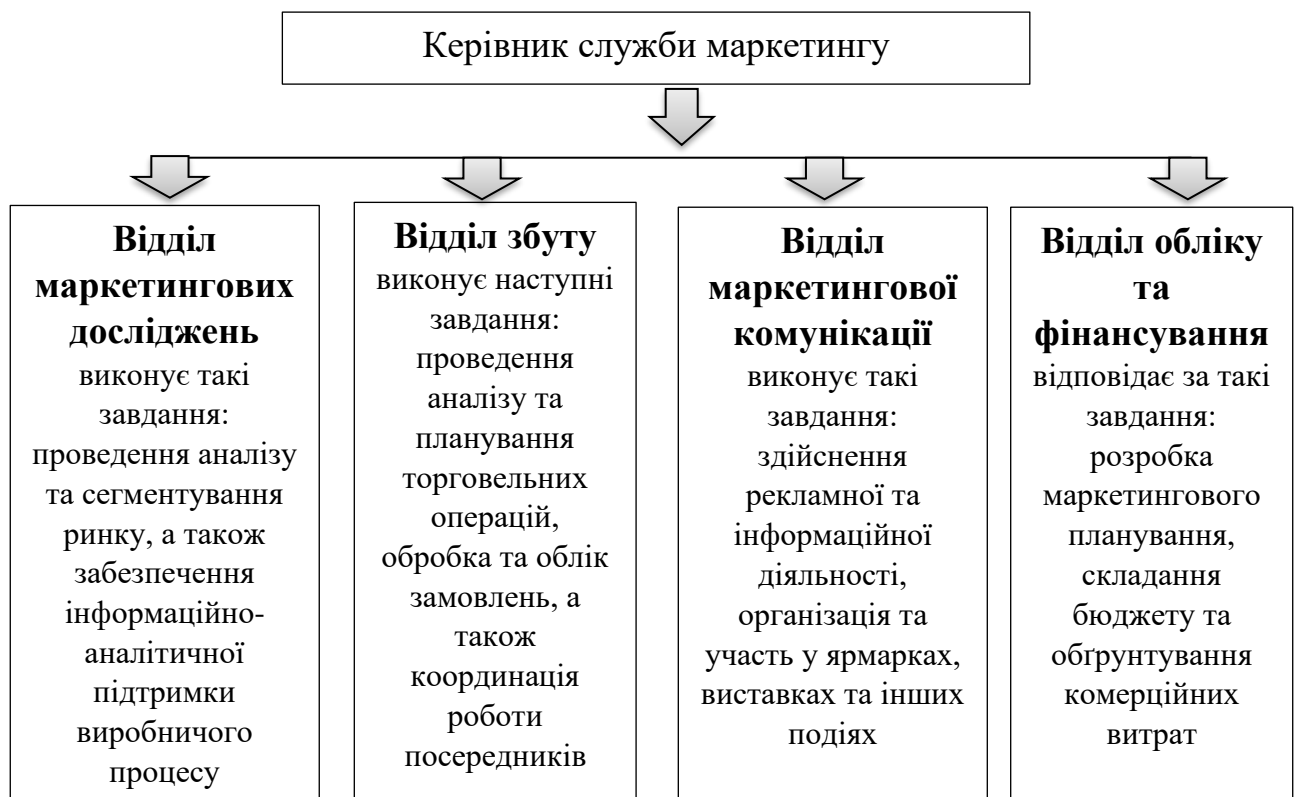 Керівник служби маркетингу
Відділ
маркетингових
досліджень
виконує такі
завдання:
проведення аналізу
та сегментування
ринку, а також
забезпечення
інформаційно-
аналітичної
підтримки
виробничого
процесу
Відділ збуту
виконує наступні
завдання:
проведення
аналізу та
планування
торговельних
операцій,
обробка та облік
замовлень, а
також
координація
роботи
посередників
Відділ
маркетингової
комунікації
виконує такі
завдання:
здійснення
рекламної та
інформаційної
діяльності,
організація та
участь у ярмарках,
виставках та інших
подіях
Відділ обліку
та
фінансування
відповідає за такі
завдання:
розробка
маркетингового
планування,
складання
бюджету та
обґрунтування
комерційних
витрат